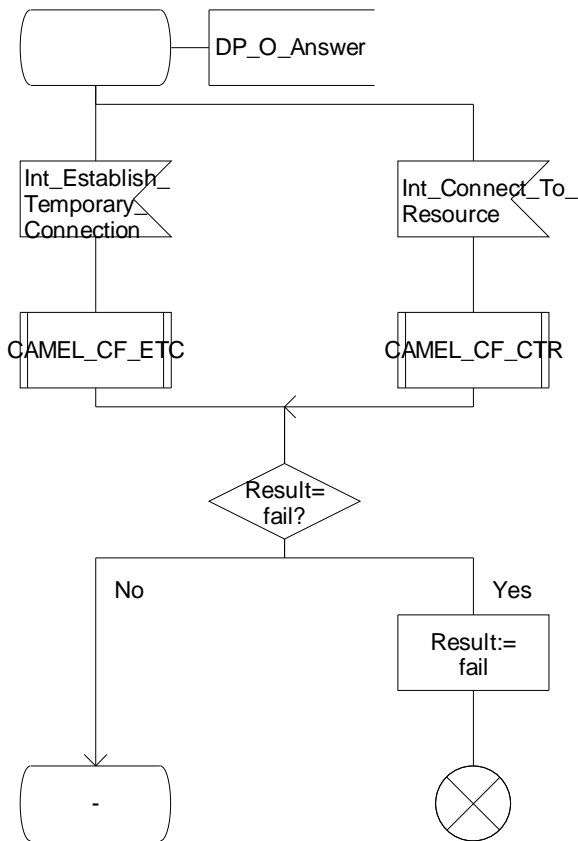 DP_O_Answer
Int_Establish_
Temporary_
Connection
Int_Connect_To_
Resource
CAMEL_CF_ETC
CAMEL_CF_CTR
Result=
fail?
No
Yes
Result:=
fail
-